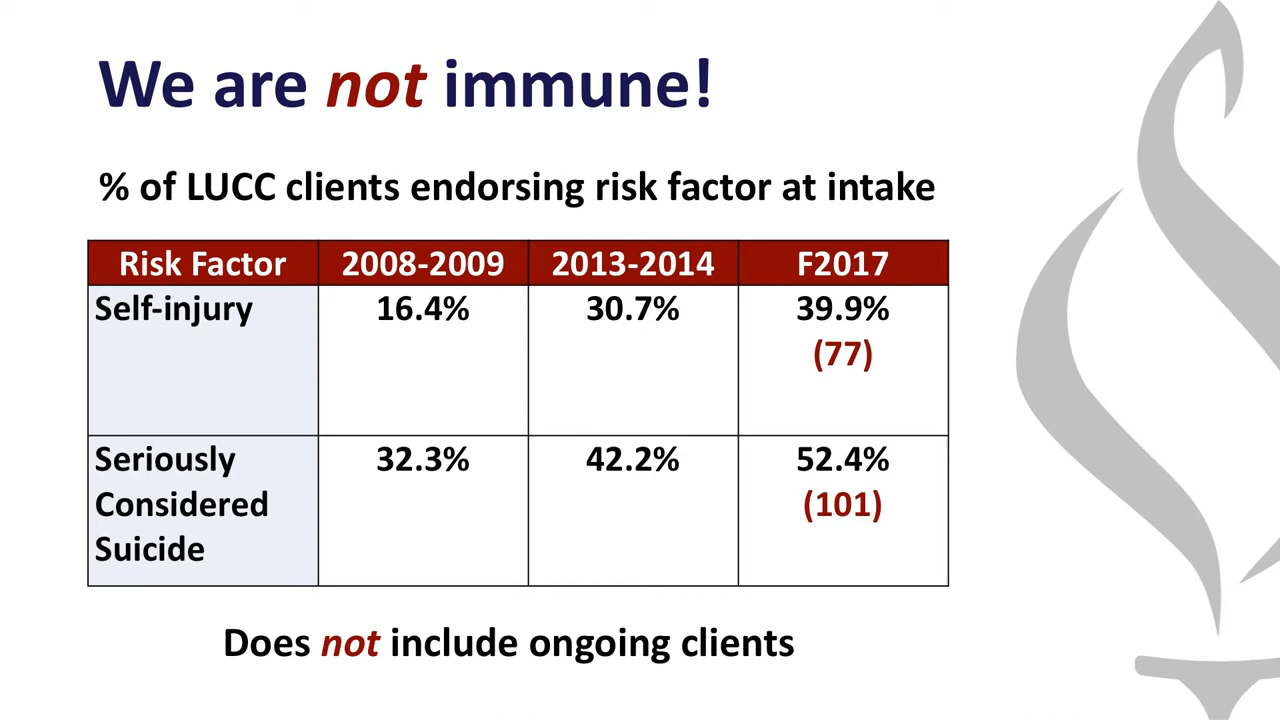 We are not immune!
% of LUCC clients endorsing risk factor at intake
Risk Factor 2008-2009 2013-2014 F2017
Self-injury 16.4% 30.7% 39.9%
(77)
Seriously 32.3% 42.2% 52.4%
Considered (101)
Suicide
Does not include ongoing clients